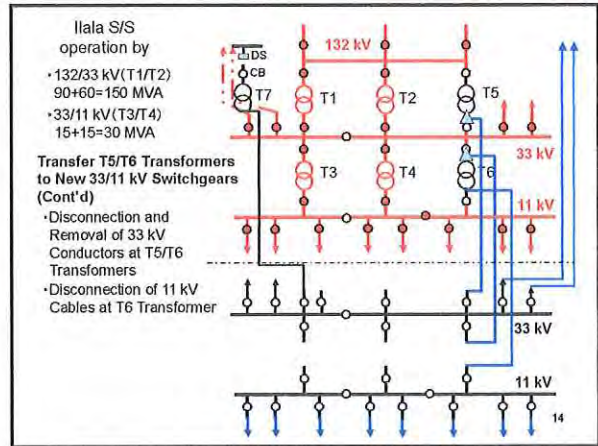 Ilala S/S
operation by
・132/33 kV(T1/T2)
90+60=150 MVA
・33/11 kV(T3/T4)
15+15=30 MVA
Transfer T5/T6 Transformers
to New 33/11 kV Switchgears
(Cont'd)
・Disconnection and
Removal of 33 kV
Conductors at T5/T6
Transformers
・Disconnection of 11 kV
Cables at T6 Transformer
DS
CB
T7
132 kV
T1
T2
T5
33 kV
T3
T4
T6
11 kV
33 kV
11 kV
14